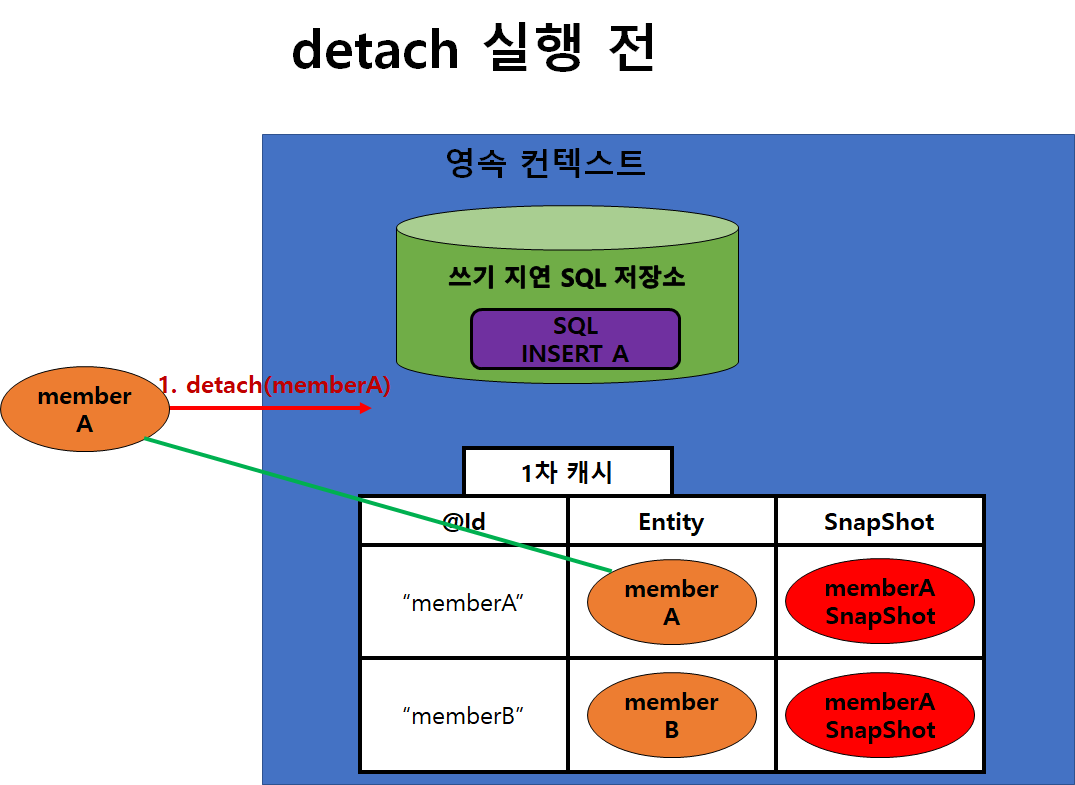 detach 실행 전
영속 컨텍스트
쓰기 지연 SQL 저장소
SQL
INSERT A
member
A
1. detach(memberA)
1차 캐시
@Id
Entity
SnapShot
“memberA”
member
A
memberA
SnapShot
“memberB”
member
B
memberA
SnapShot